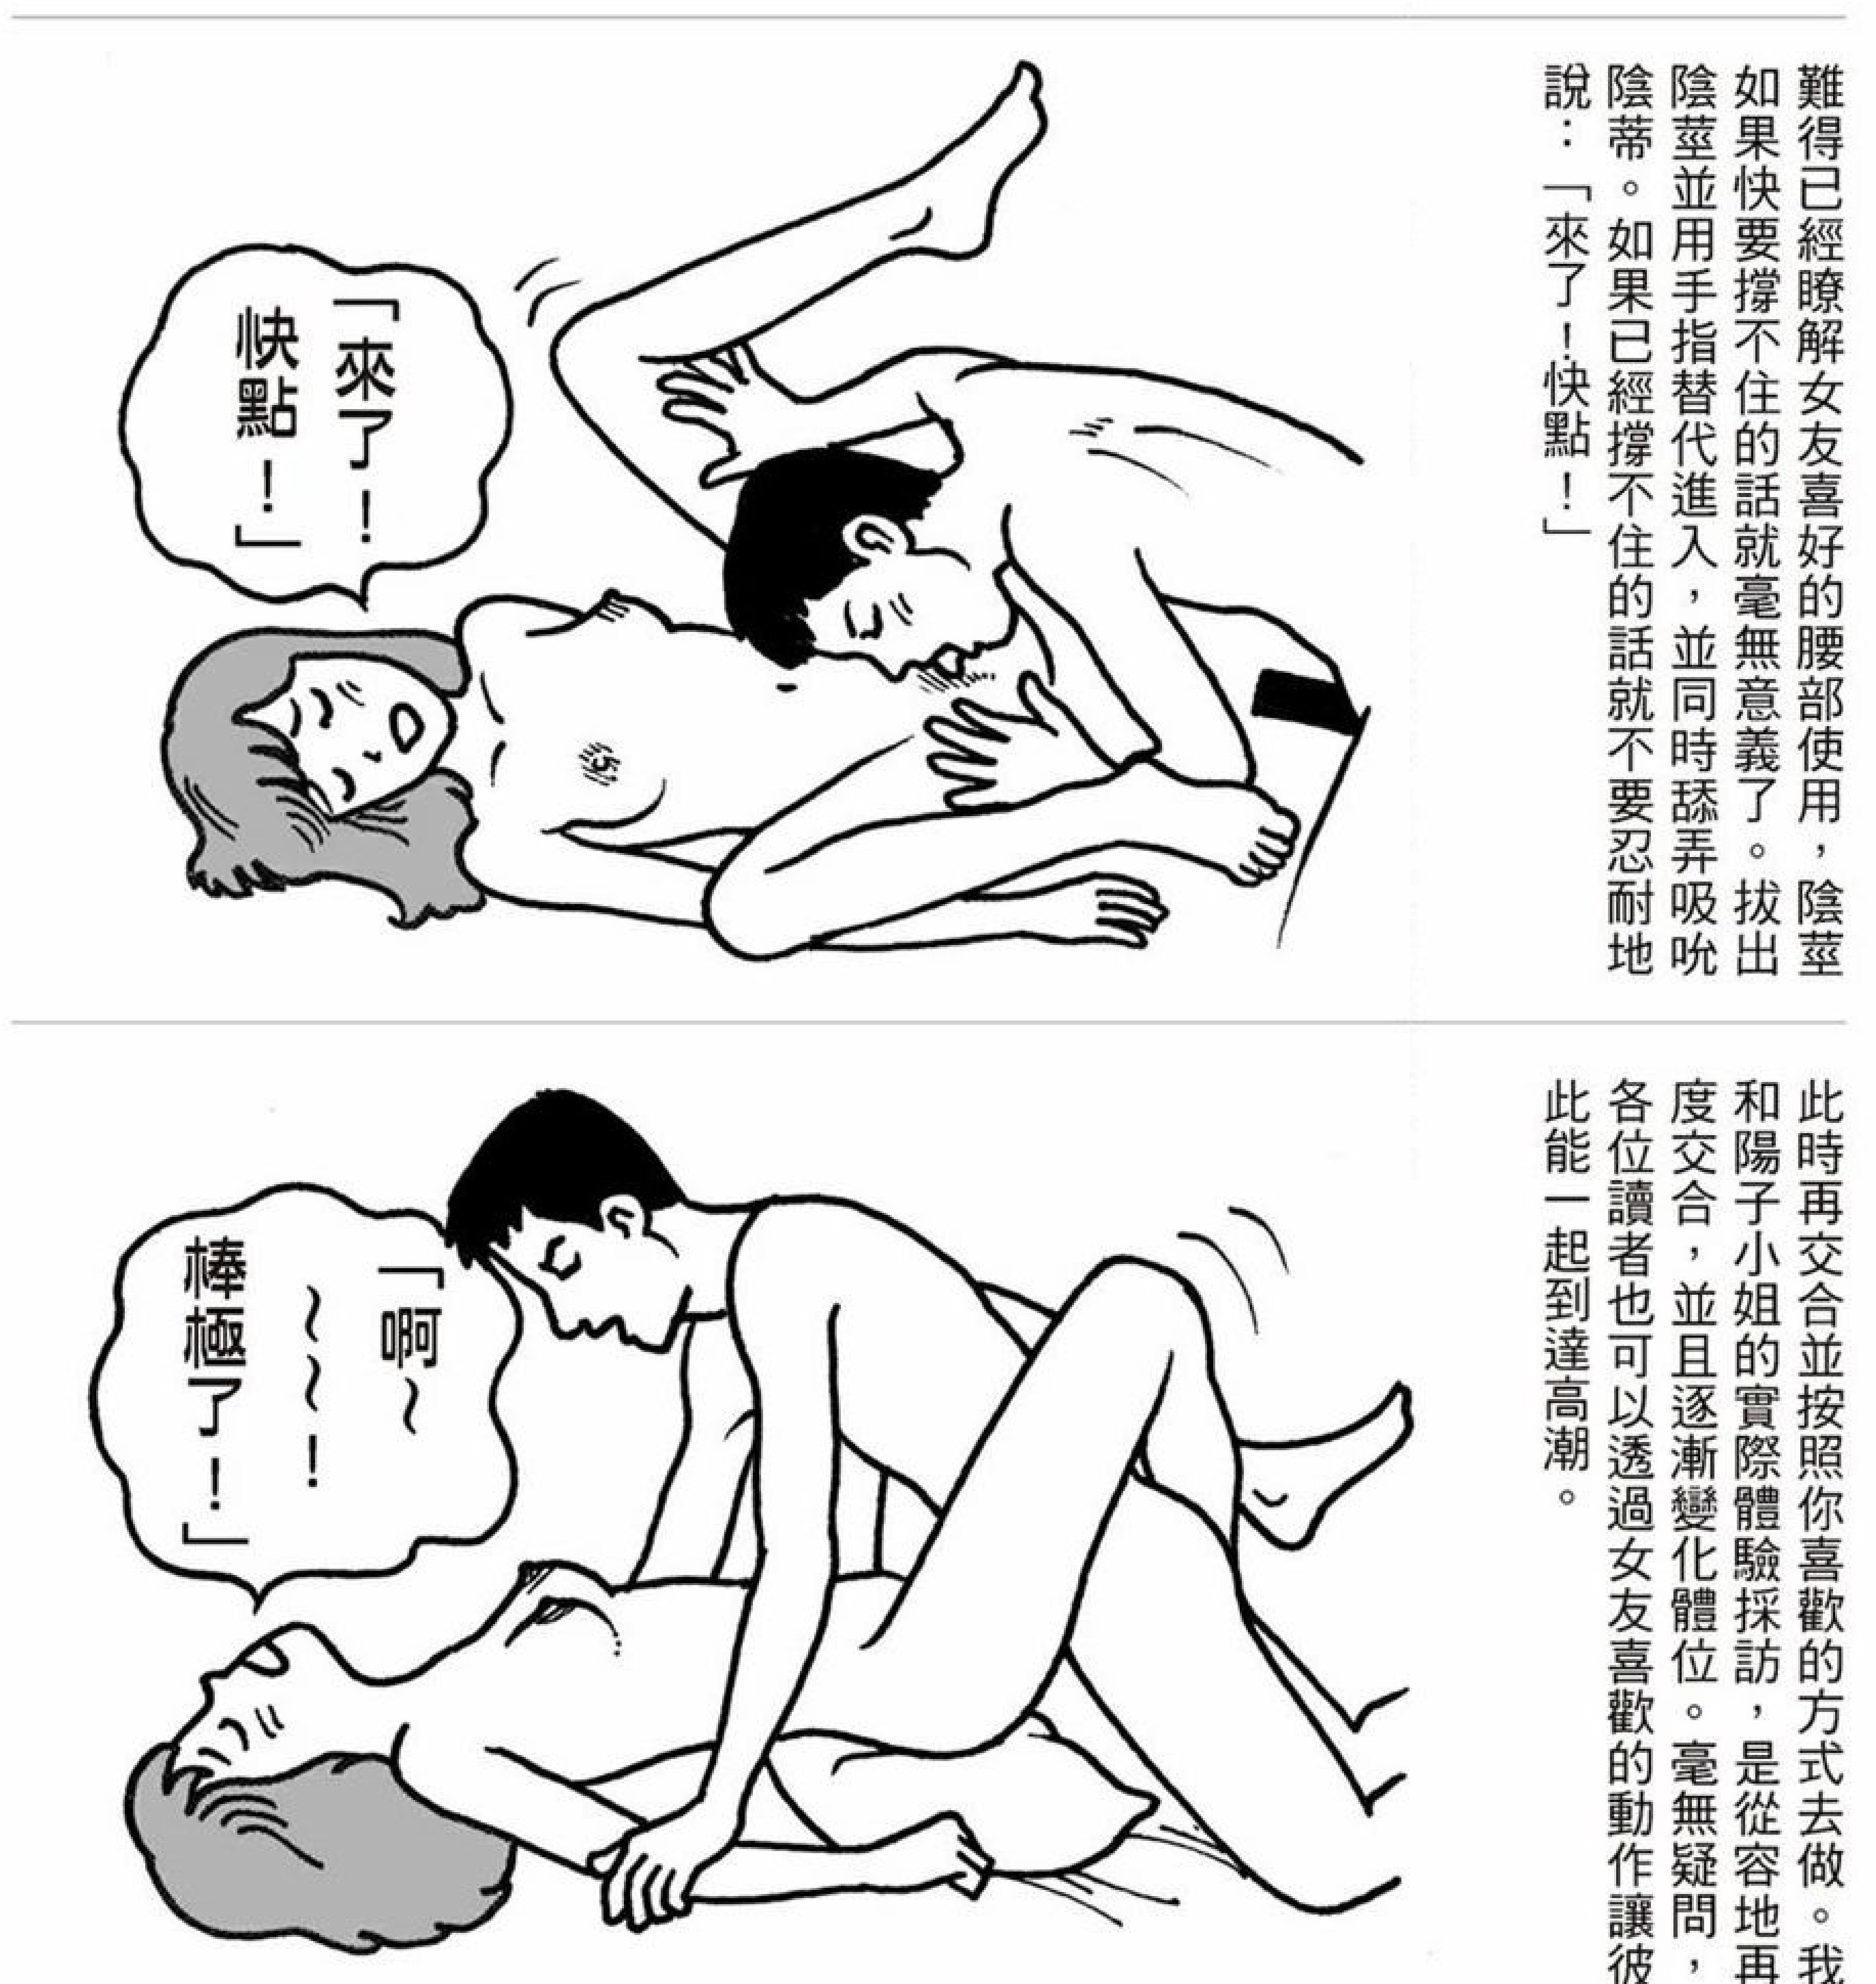 難得已經瞭解女友喜好的腰部使用，陰莖
如果快要撐不住的話就毫無意義了。拔出
陰莖並用手指替代進入，並同時舔弄吸吮
陰蒂。如果已經撐不住的話就不要忍耐地
說：「來了！快點！」
「來了！
快點！」
此時再交合並按照你喜歡的方式去做。我
和陽子小姐的實際體驗採訪，是從容地再
度交合，並且逐漸變化體位。毫無疑問，
各位讀者也可以透過女友喜歡的動作讓彼
此能一起到達高潮。
「啊～
～～！
棒極了！」